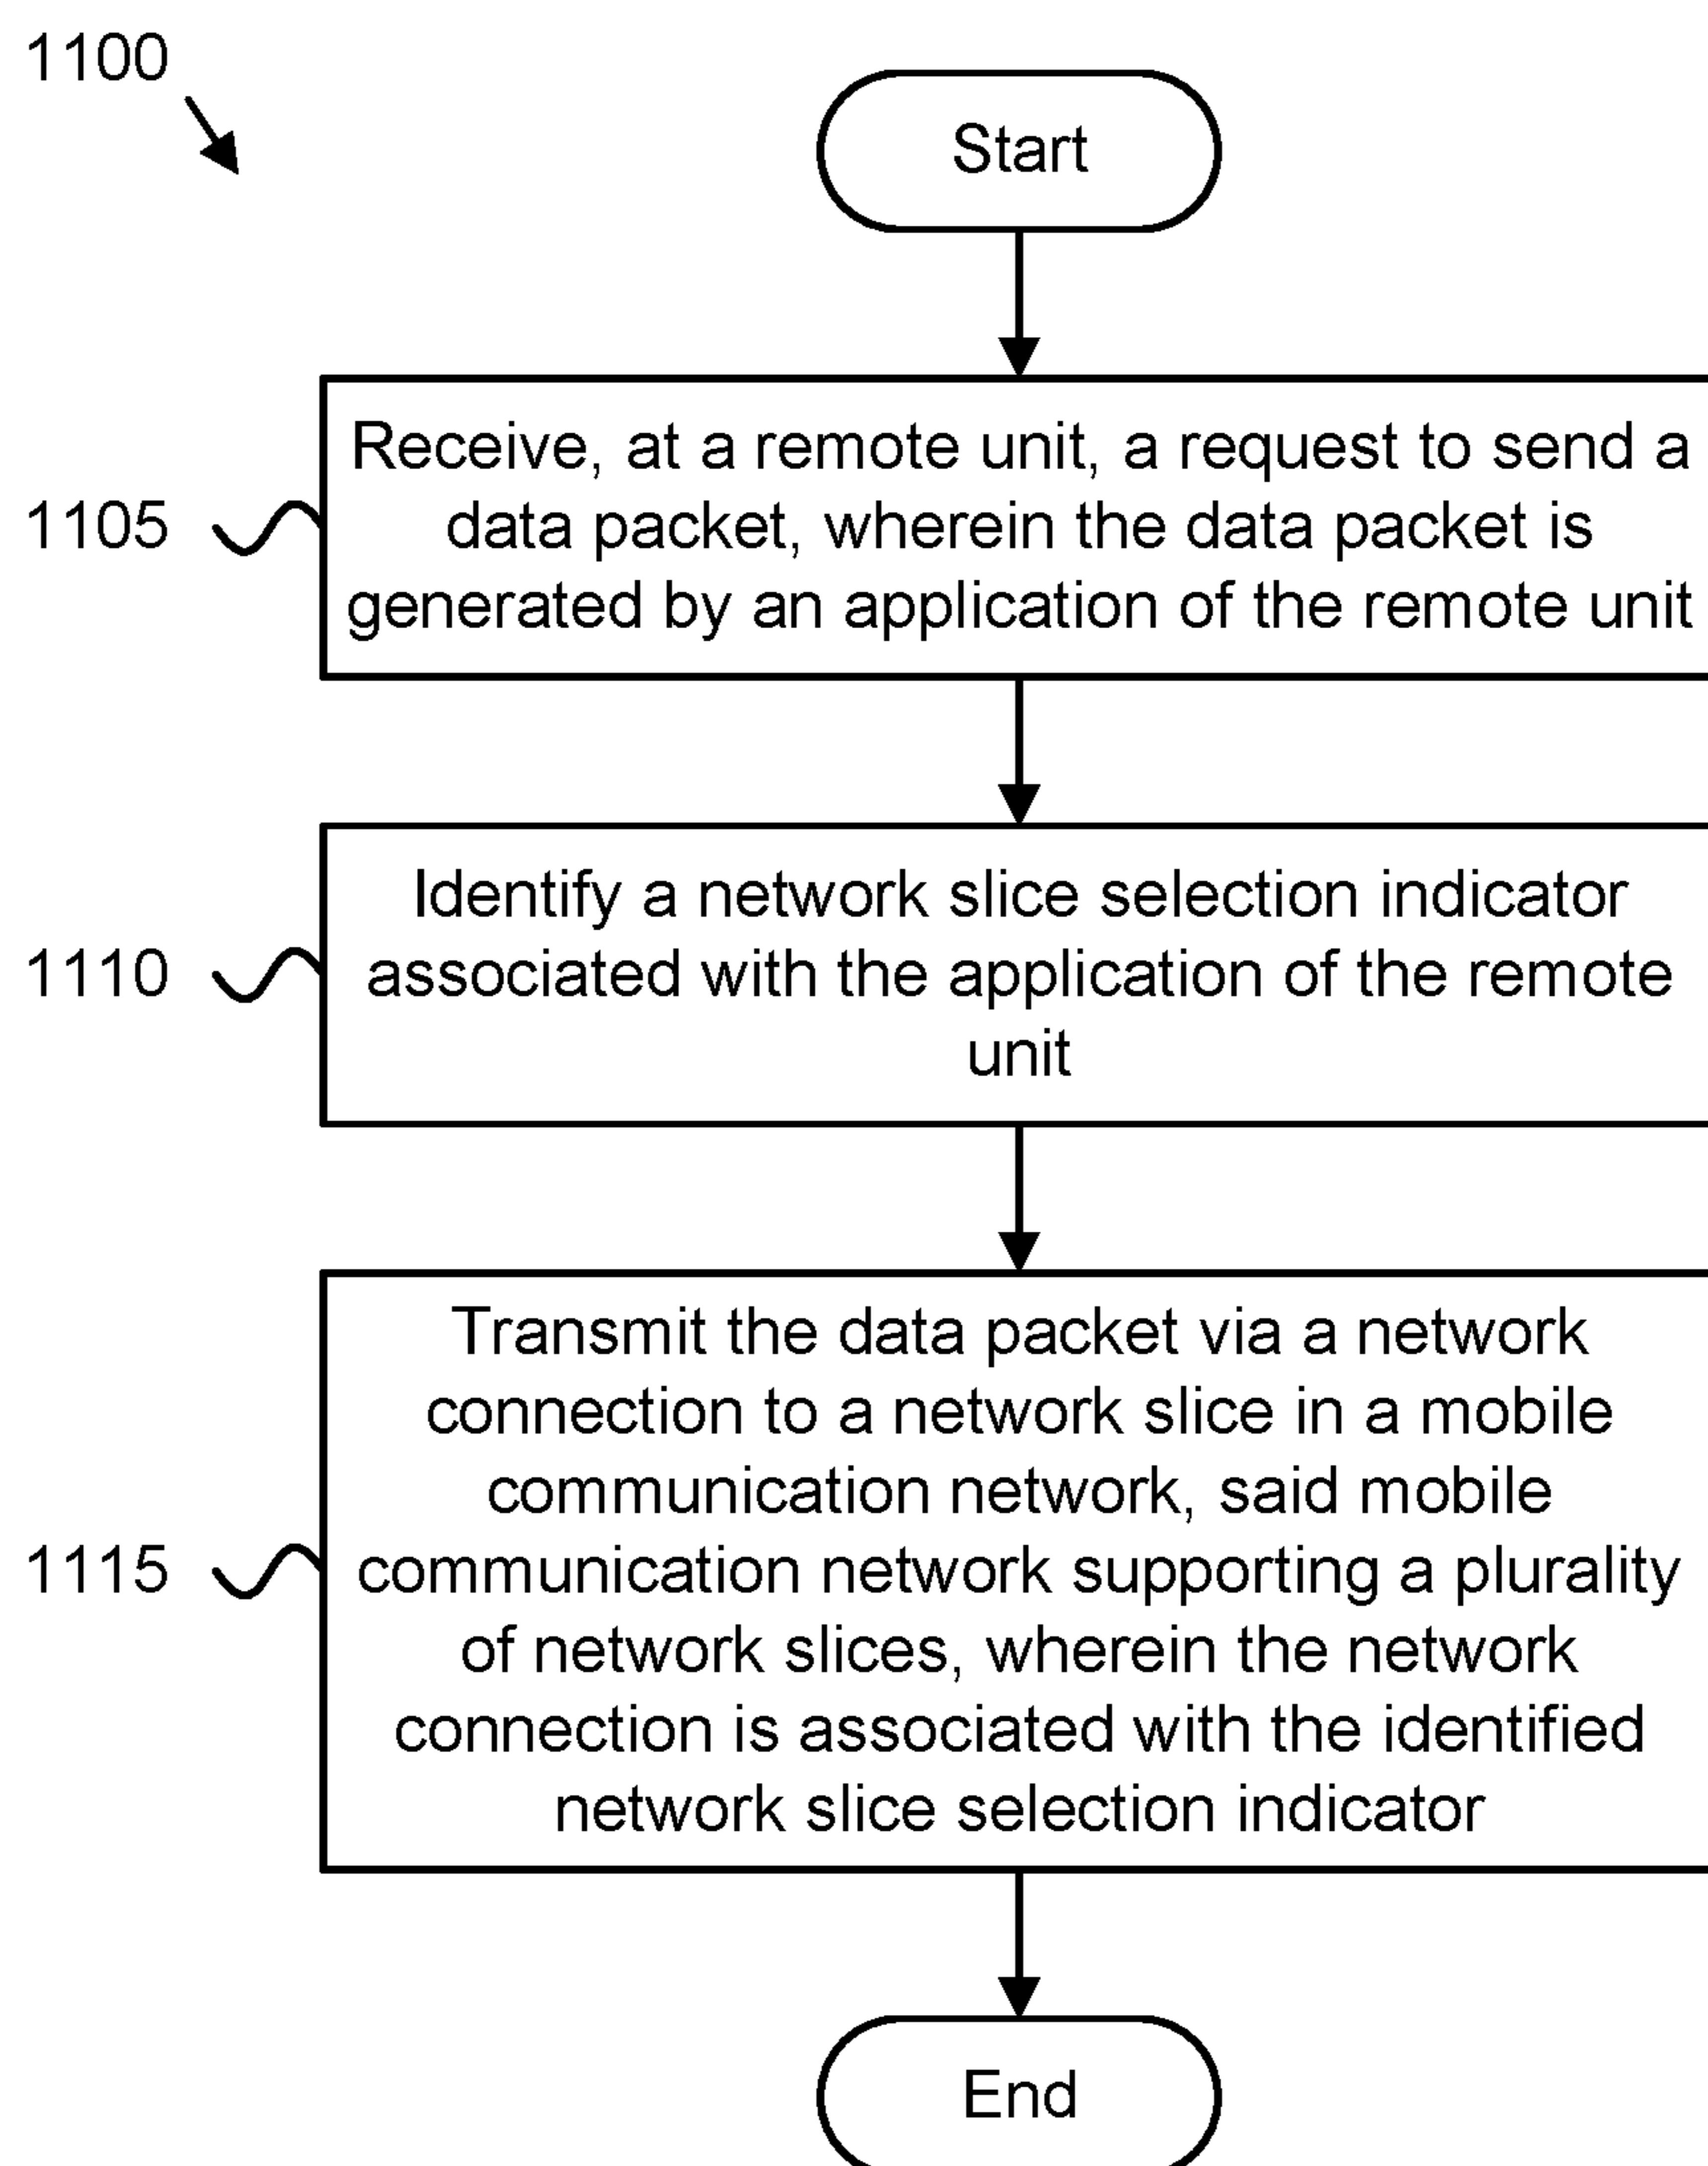 1100
Start
1105
Receive, at a remote unit, a request to send a
data packet, wherein the data packet is
generated by an application of the remote unit
1110
Identify a network slice selection indicator
associated with the application of the remote
unit
1115
Transmit the data packet via a network
connection to a network slice in a mobile
communication network, said mobile
communication network supporting a plurality
of network slices, wherein the network
connection is associated with the identified
network slice selection indicator
End